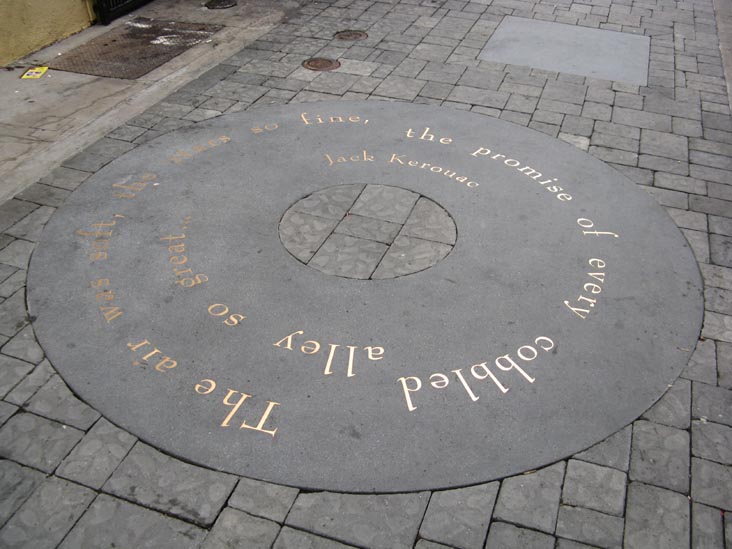 The air was soft, the stars so fine, the promise of every cobbled alley so great...
Jack Kerouac